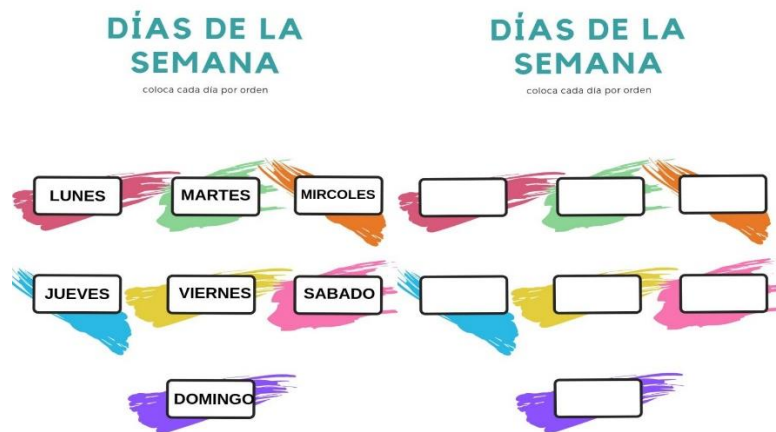 DÍAS DE LA
SEMANA
coloca cada día por orden
LUNES
MARTES
MIRCOLES
JUEVES
VIERNES
SABADO
DOMINGO
DÍAS DE LA
SEMANA
coloca cada día por orden